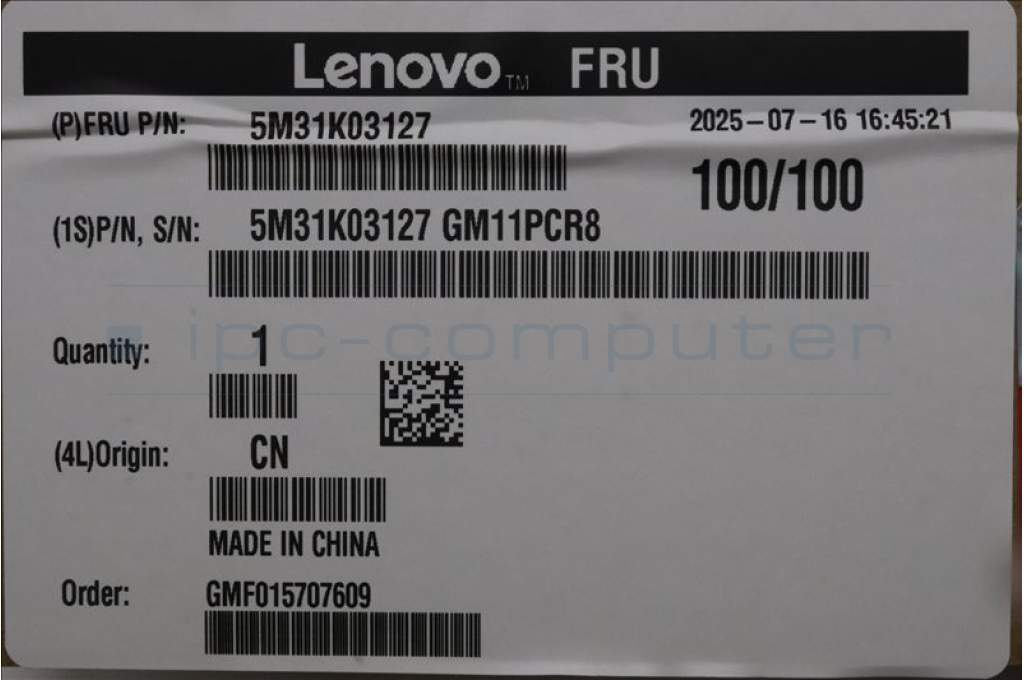 Lenovo™ FRU
(P)FRU P/N: 5M31K03127 2025-07-16 16:45:21
100/100
(1S)P/N, S/N: 5M31K03127 GM11PCR8
ipc-computer
Quantity: 1
(4L)Origin: CN
MADE IN CHINA
Order: GMF015707609